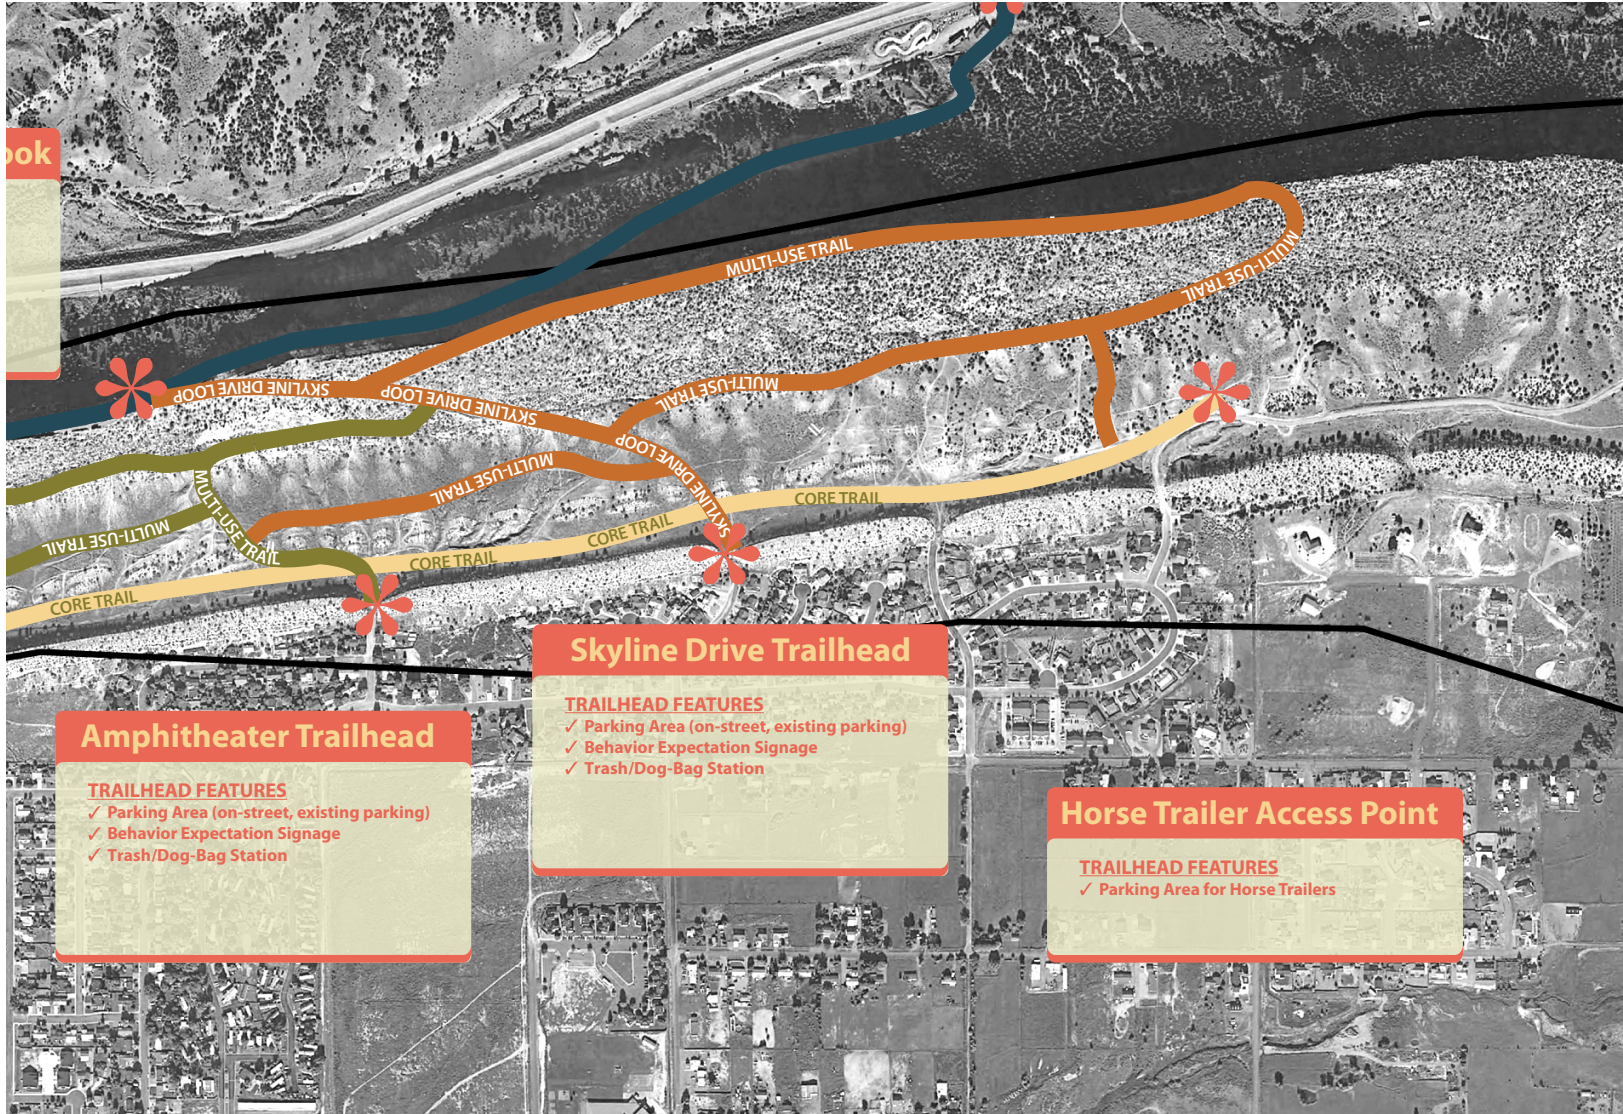 ook
MULTI-USE TRAIL
MULTI-USE TRAIL
SKYLINE DRIVE LOOP
SKYLINE DRIVE LOOP
MULTI-USE TRAIL
SKYLINE DRIVE LOOP
MULTI-USE TRAIL
MULTI-USE TRAIL
MULTI-USE TRAIL
CORE TRAIL
CORE TRAIL
CORE TRAIL
CORE TRAIL
Skyline Drive Trailhead
TRAILHEAD FEATURES
✓ Parking Area (on-street, existing parking)
✓ Behavior Expectation Signage
✓ Trash/Dog-Bag Station
Amphitheater Trailhead
TRAILHEAD FEATURES
✓ Parking Area (on-street, existing parking)
✓ Behavior Expectation Signage
✓ Trash/Dog-Bag Station
Horse Trailer Access Point
TRAILHEAD FEATURES
✓ Parking Area for Horse Trailers